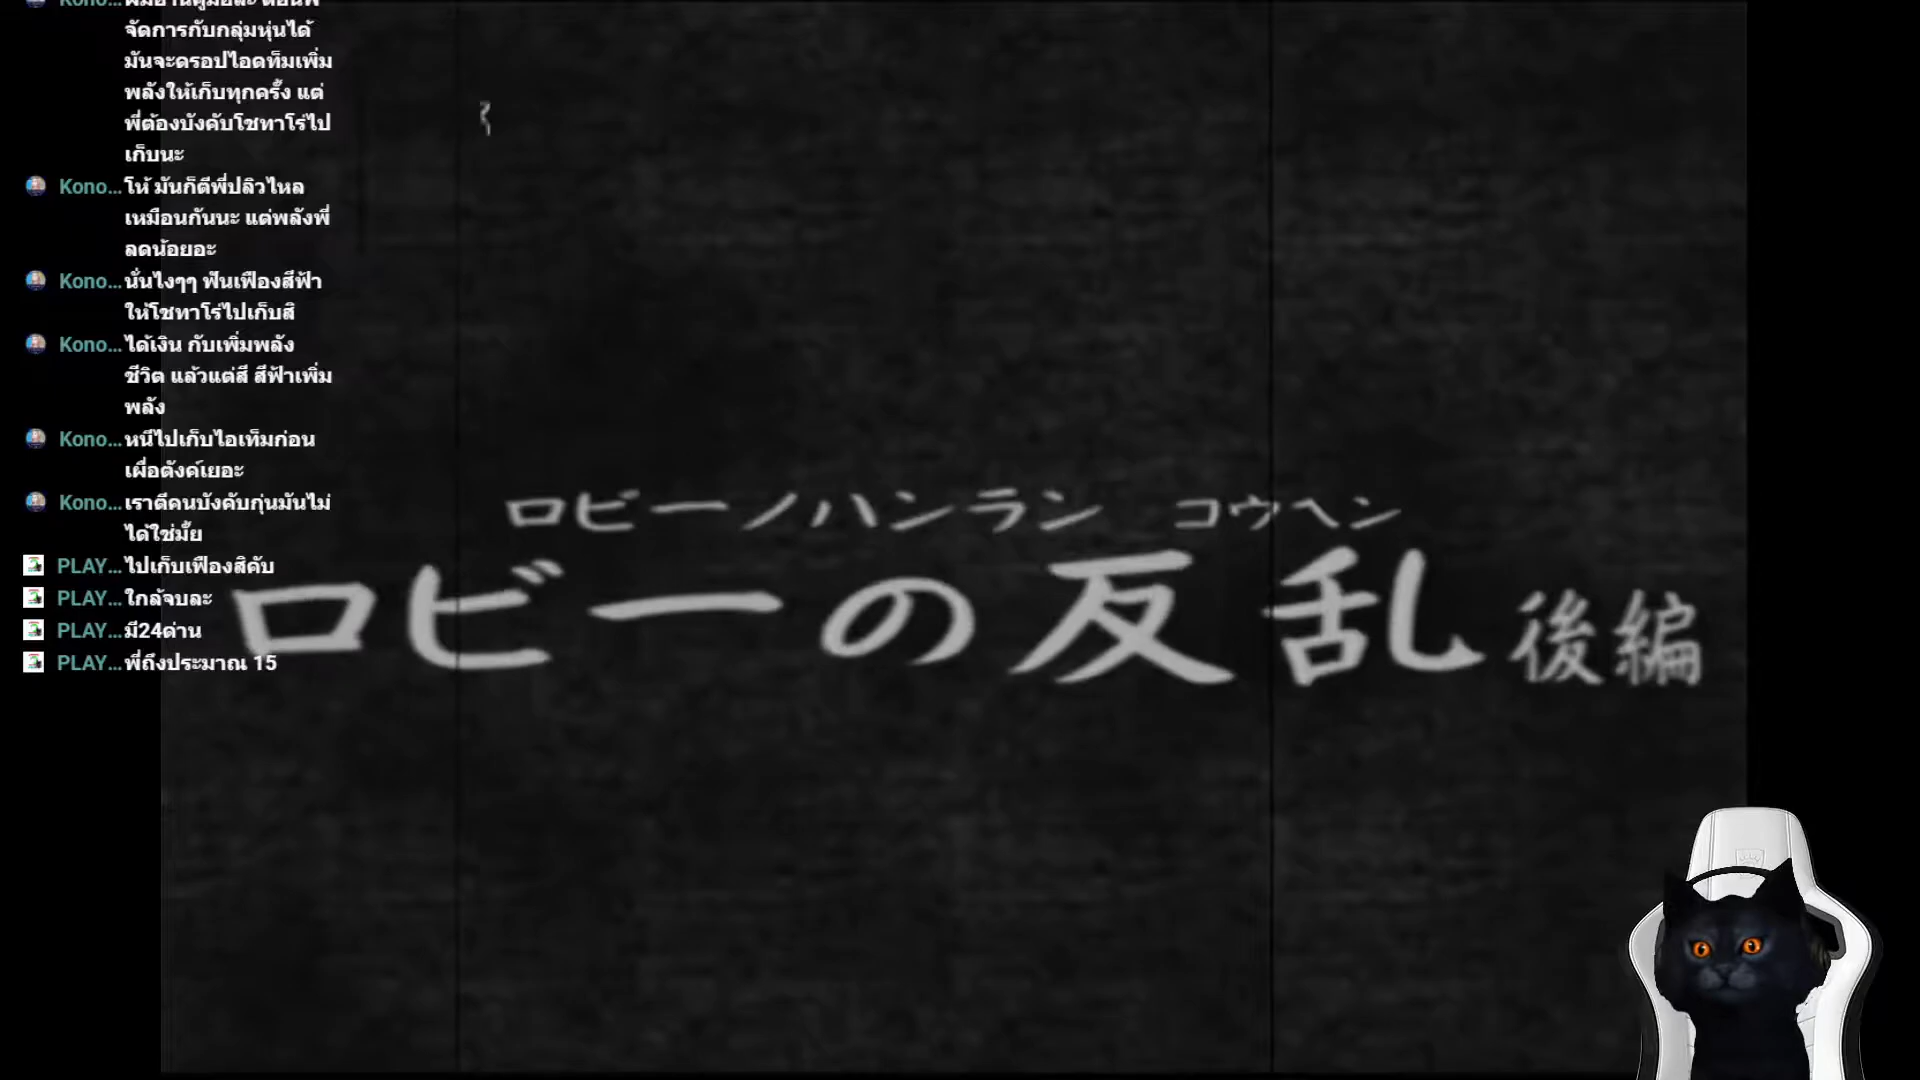 จัดการกับกลุ่มหุ่นได้
มันจะดรอปไอดท็มเพิ่ม
พลังให้เก็บทุกครั้ง แต่
พี่ต้องบังคับโชทาโร่ไป
เก็บนะ
Kono... โห้ มันก็ตีพี่ปลิวไหล
เหมือนกันนะ แต่พลังพี่
ลดน้อยอะ
Kono... นั่นไงๆๆ ฟันเฟืองสีฟ้า
ให้โชทาโร่ไปเก็บสิ
Kono... ได้เงิน กับเพิ่มพลัง
ชีวิต แล้วแต่สี สีฟ้าเพิ่ม
พลัง
Kono... หนีไปเก็บไอเท็มก่อน
เผื่อตังค์เยอะ
Kono... เราตีคนบังคับกุ่นมันไม่
ได้ใช่มั้ย
PLAY... ไปเก็บเฟืองสิคับ
PLAY... ใกล้จบละ
PLAY... มี24ด่าน
PLAY... พี่ถึงประมาณ 15
ロビーノハンラン コウヘン
ロビーの反乱 後編